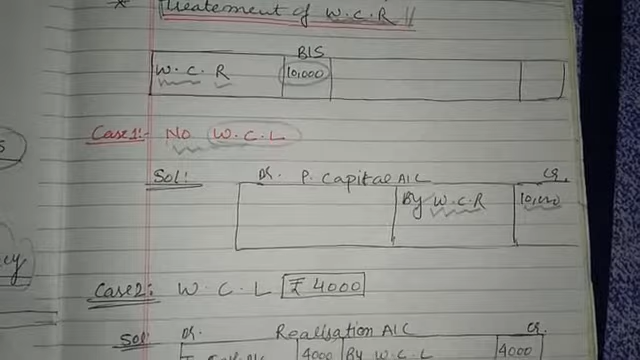 * Treatement of W.C.R
B/S
W.C.R 10,000
Case1:- No W.C.L
Sol: Dr. P. Capital A/C Cr.
By W.C.R 10,000
Case2: W.C.L ₹ 4000
Sol: Dr. Realisation A/C Cr.
4000 By W.C.L 4000